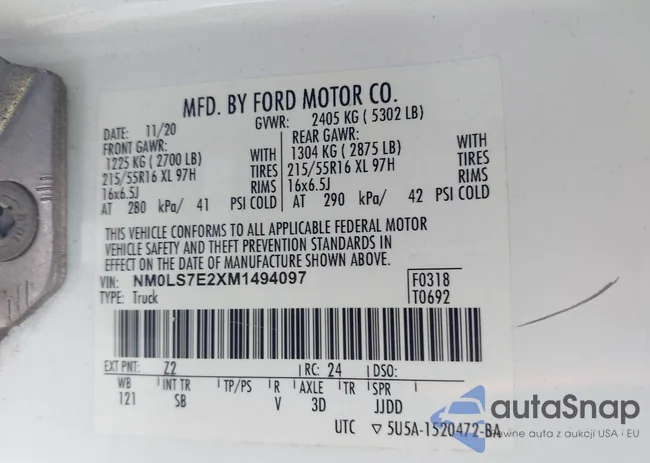 MFD. BY FORD MOTOR CO.
DATE: 11/20 GVWR: 2405 KG ( 5302 LB)
FRONT GAWR: REAR GAWR:
1225 KG ( 2700 LB) WITH 1304 KG ( 2875 LB) WITH
215/55R16 XL 97H TIRES 215/55R16 XL 97H TIRES
16x6.5J RIMS 16x6.5J RIMS
AT 280 kPa/ 41 PSI COLD AT 290 kPa/ 42 PSI COLD
THIS VEHICLE CONFORMS TO ALL APPLICABLE FEDERAL MOTOR
VEHICLE SAFETY AND THEFT PREVENTION STANDARDS IN
EFFECT ON THE DATE OF MANUFACTURE SHOWN ABOVE.
VIN: NM0LS7E2XM1494097 F0318
TYPE: Truck T0692
EXT PNT: Z2 RC: 24 DSO:
WB INT TR TP/PS R AXLE TR SPR
121 SB V 3D JJDD
UTC ▽ 5U5A-1520472-BA
autaSnap
Pewne auta z aukcji USA i EU